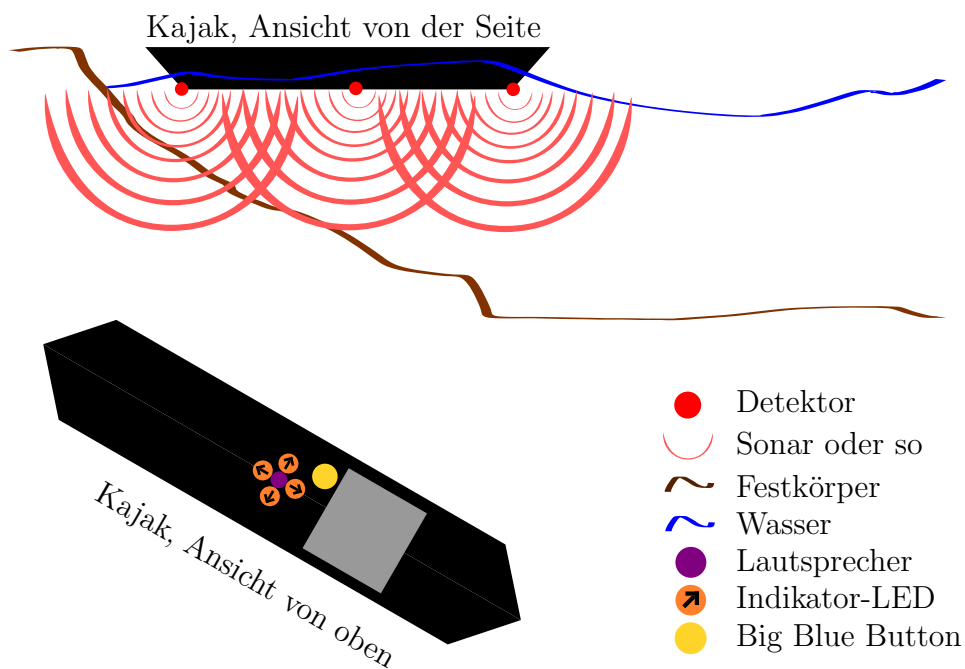 Kajak, Ansicht von der Seite
Kajak, Ansicht von oben
Detektor
Sonar oder so
Festkörper
Wasser
Lautsprecher
Indikator-LED
Big Blue Button